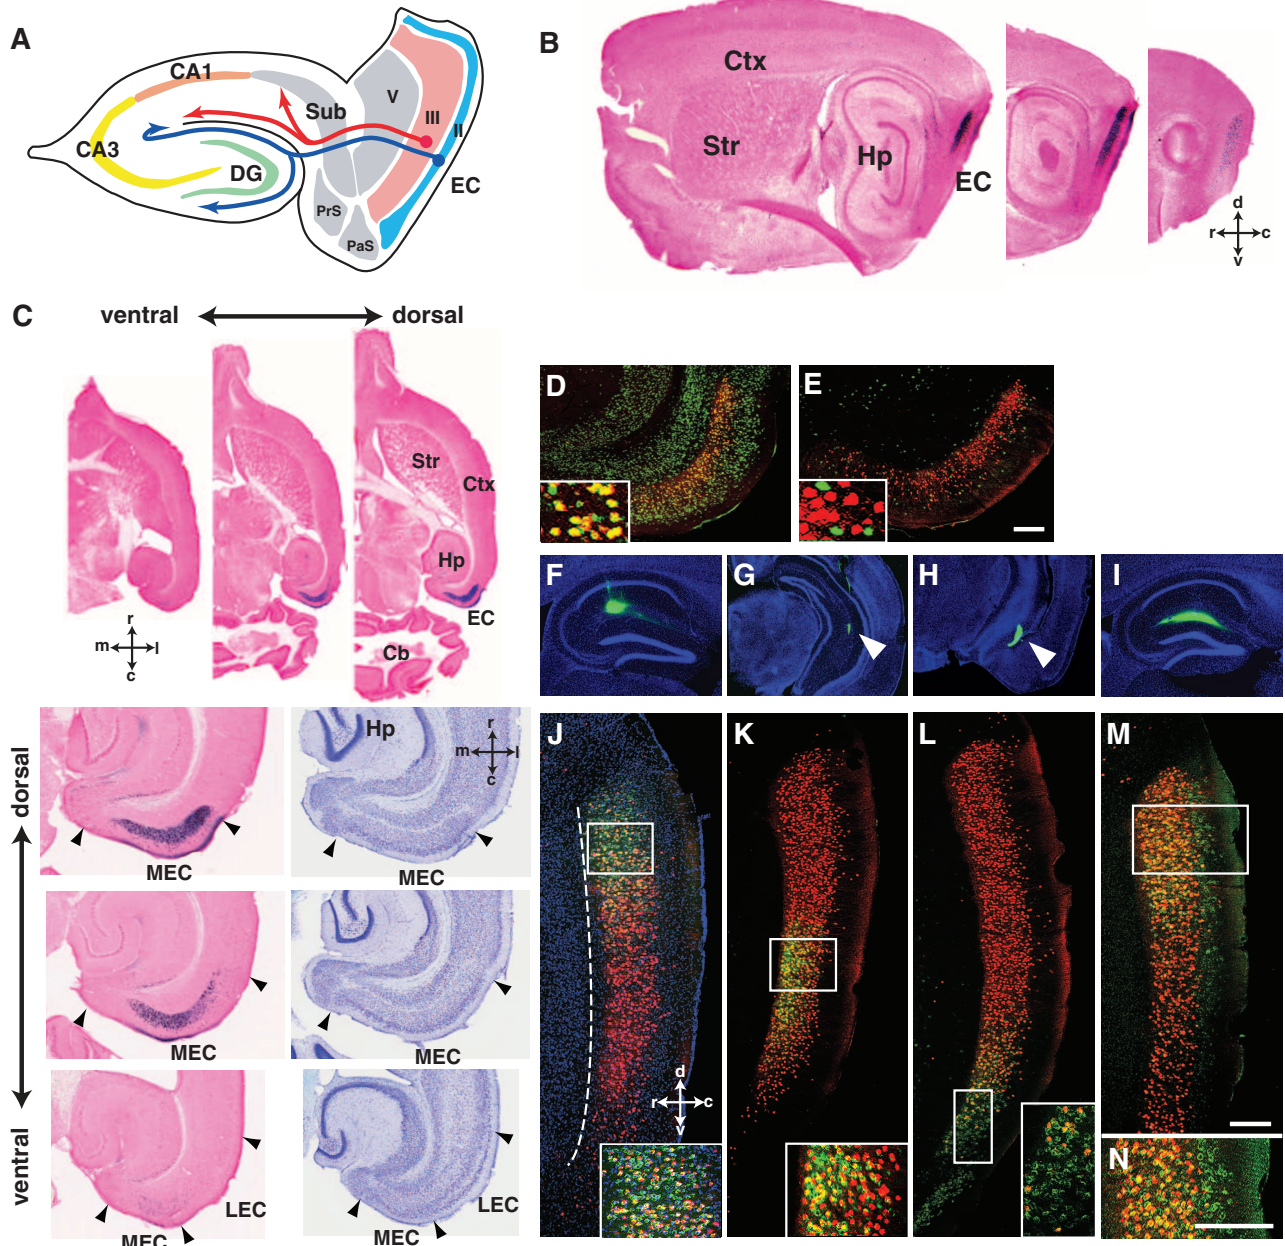 A
CA1
Sub
V
III
II
CA3
DG
EC
PrS
PaS
B
Ctx
Str
Hp
EC
d
r c
v
C
ventral dorsal
Str
Ctx
Hp
EC
Cb
r
m l
c
D
E
F
G
H
I
dorsal
ventral
MEC
Hp
r
m l
c
MEC
MEC
MEC
LEC
MEC
LEC
MEC
J
d
r c
v
K
L
M
N